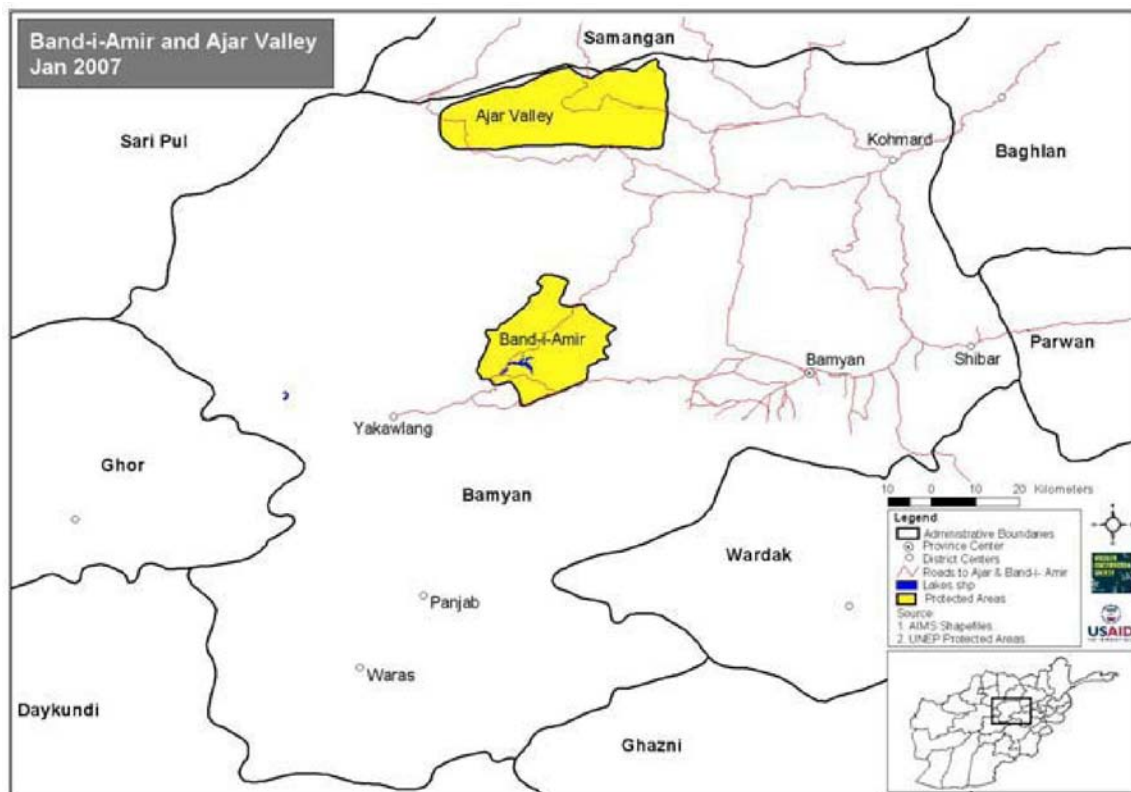 Band-i-Amir and Ajar Valley
Jan 2007
Samangan
Sari Pul
Ajar Valley
Kohmard
Baghlan
Band-i-Amir
Bamyan
Shibar
Parwan
Yakawlang
Ghor
Bamyan
Wardak
Panjab
Waras
Daykundi
Ghazni
10 0 10 20 Kilometers
Legend
Administrative Boundaries
Province Center
District Centers
Roads to Ajar & Band-i- Amir
Lakes shp
Protected Areas
Source
1. AIMS Shapefiles
2. UNEP Protected Areas
USAID